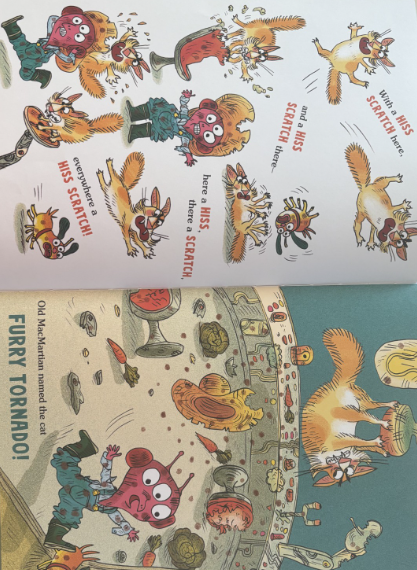 With a HISS
SCRATCH here,
and a HISS
SCRATCH there–
here a HISS,
there a SCRATCH,
everywhere a
HISS SCRATCH!
Old MacMartian named the cat
FURRY TORNADO!